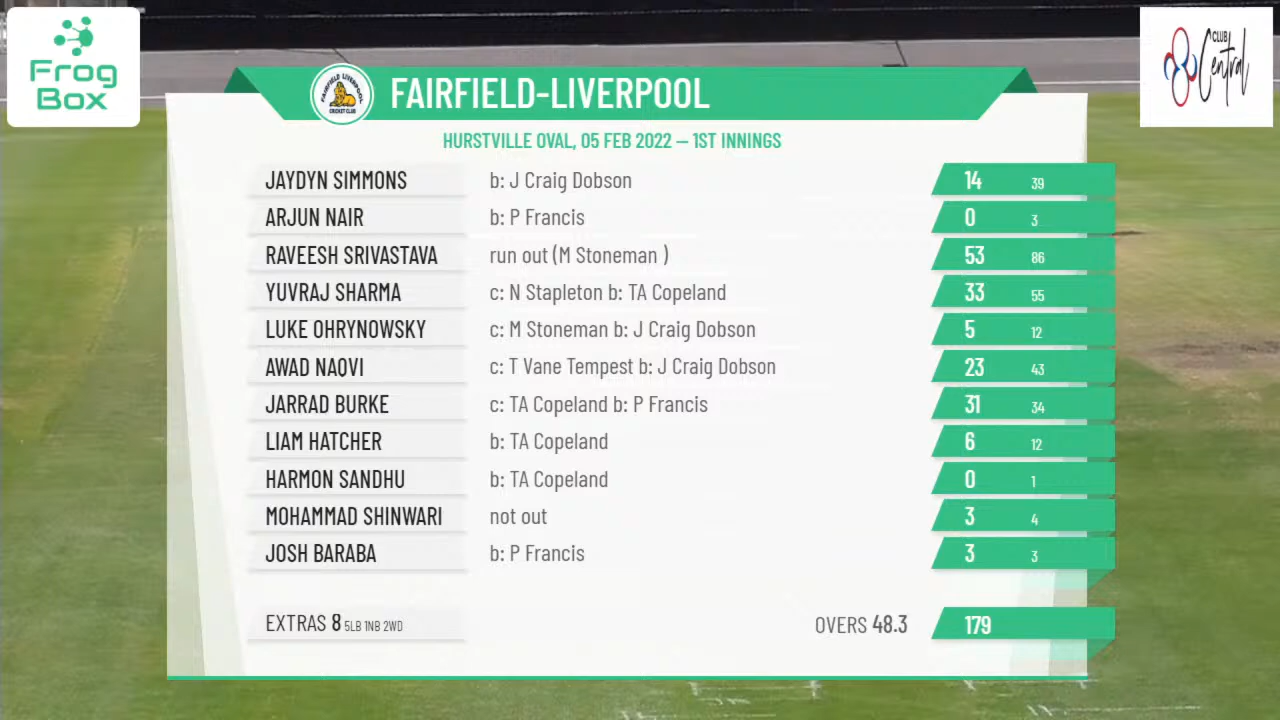 Frog
Box
FAIRFIELD LIVERPOOL
CRICKET CLUB
FAIRFIELD-LIVERPOOL
CLUB
Central
HURSTVILLE OVAL, 05 FEB 2022 – 1ST INNINGS
JAYDYN SIMMONS b: J Craig Dobson 14 39
ARJUN NAIR b: P Francis 0 3
RAVEESH SRIVASTAVA run out (M Stoneman ) 53 86
YUVRAJ SHARMA c: N Stapleton b: TA Copeland 33 55
LUKE OHRYNOWSKY c: M Stoneman b: J Craig Dobson 5 12
AWAD NAQVI c: T Vane Tempest b: J Craig Dobson 23 43
JARRAD BURKE c: TA Copeland b: P Francis 31 34
LIAM HATCHER b: TA Copeland 6 12
HARMON SANDHU b: TA Copeland 0 1
MOHAMMAD SHINWARI not out 3 4
JOSH BARABA b: P Francis 3 3
EXTRAS 8 5LB 1NB 2WD OVERS 48.3 179